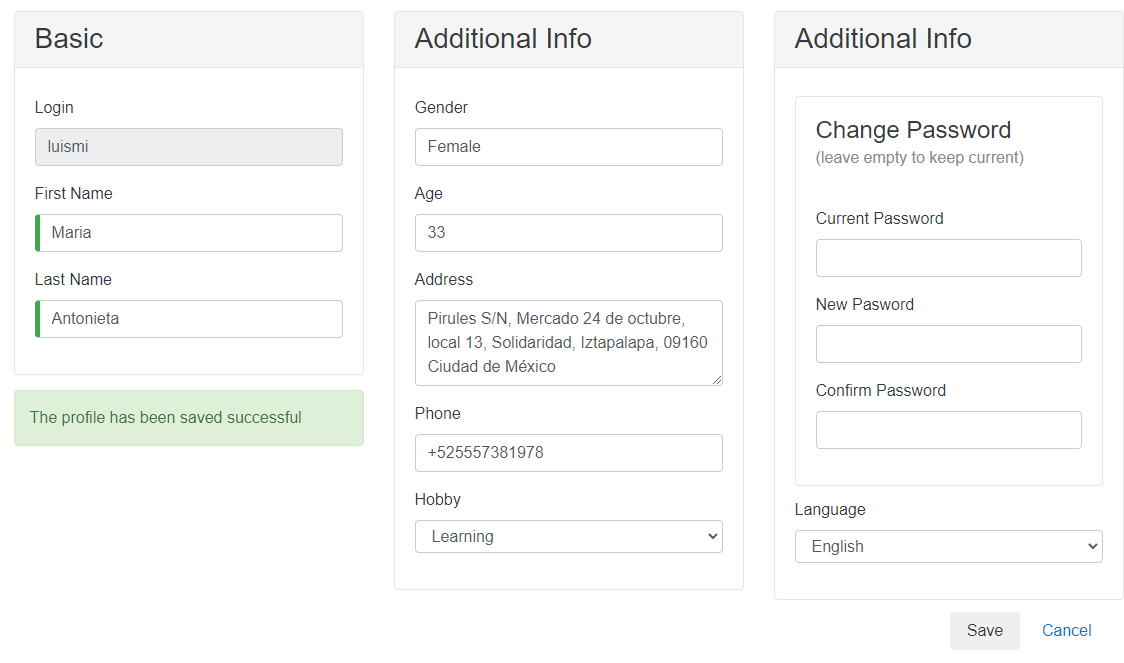 Basic
Login
luismi
First Name
Maria
Last Name
Antonieta
The profile has been saved successful
Additional Info
Gender
Female
Age
33
Address
Pirules S/N, Mercado 24 de octubre,
local 13, Solidaridad, Iztapalapa, 09160
Ciudad de México
Phone
+525557381978
Hobby
Learning
Additional Info
Change Password
(leave empty to keep current)
Current Password
New Pasword
Confirm Password
Language
English
Save
Cancel